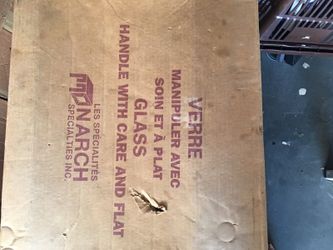 VERRE
MANIPULER AVEC
SOIN ET À PLAT
GLASS
HANDLE WITH CARE AND FLAT
MONARCH
LES SPÉCIALITÉS
SPECIALTIES INC.